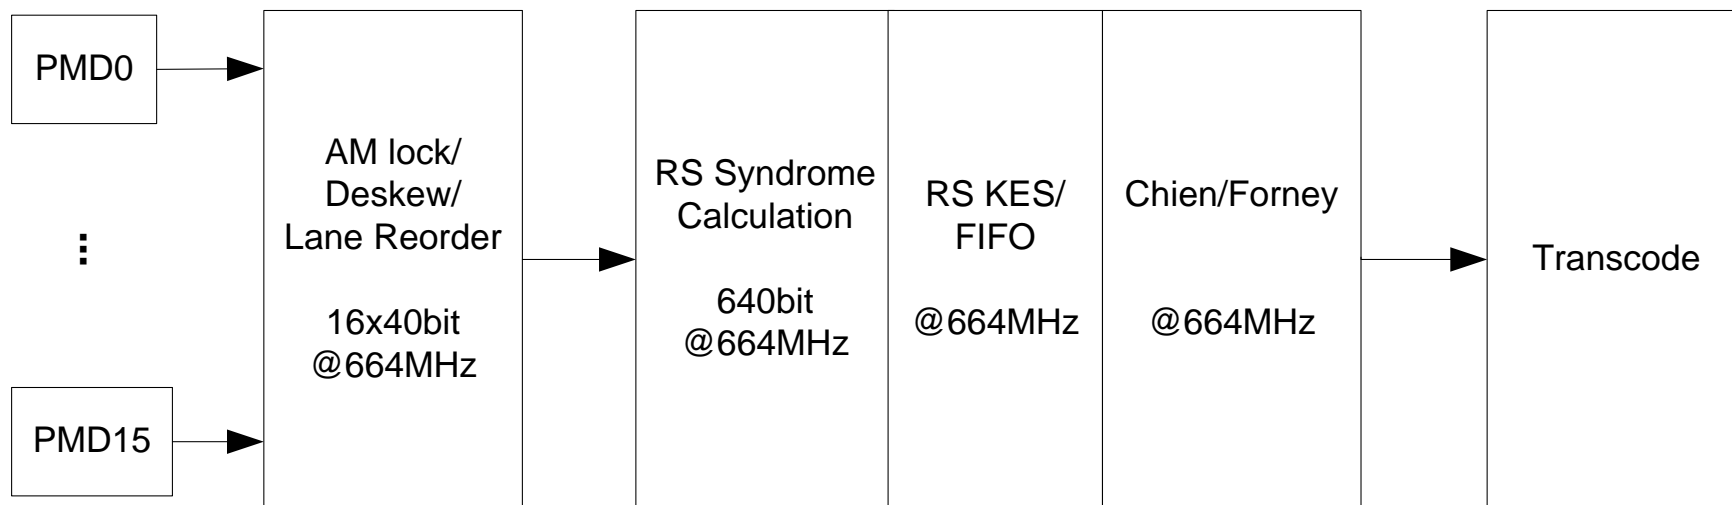 PMD0
...
PMD15
AM lock/
Deskew/
Lane Reorder
16x40bit
@664MHz
RS Syndrome
Calculation
640bit
@664MHz
RS KES/
FIFO
@664MHz
Chien/Forney
@664MHz
Transcode